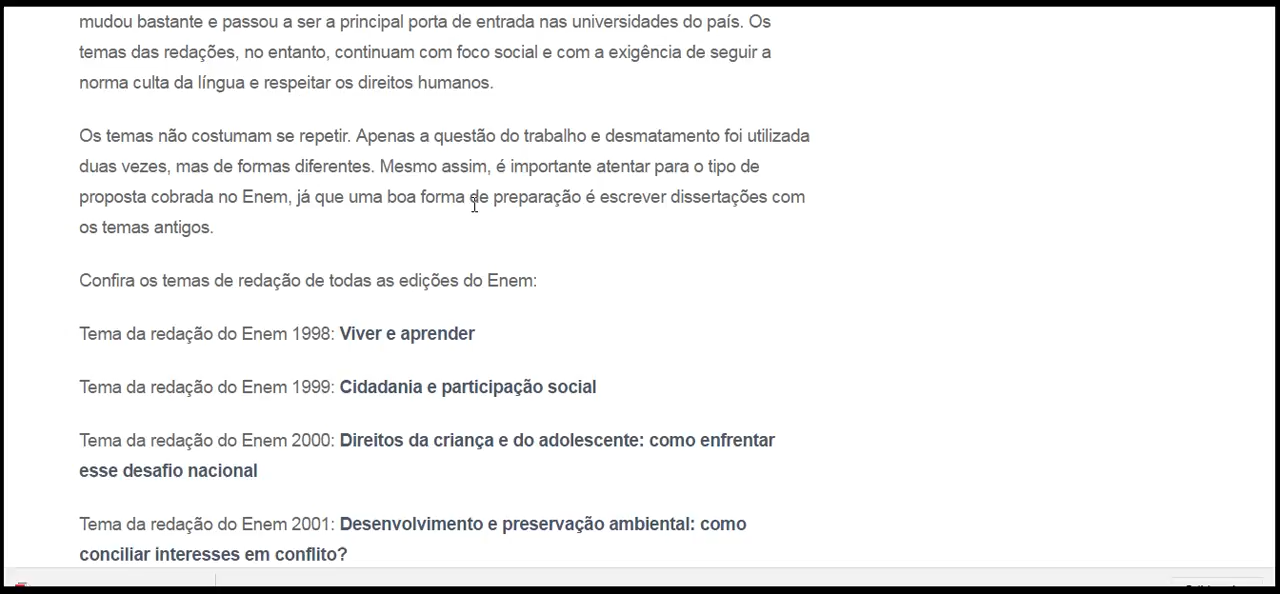 mudou bastante e passou a ser a principal porta de entrada nas universidades do país. Os
temas das redações, no entanto, continuam com foco social e com a exigência de seguir a
norma culta da língua e respeitar os direitos humanos.
Os temas não costumam se repetir. Apenas a questão do trabalho e desmatamento foi utilizada
duas vezes, mas de formas diferentes. Mesmo assim, é importante atentar para o tipo de
proposta cobrada no Enem, já que uma boa forma de preparação é escrever dissertações com
os temas antigos.
Confira os temas de redação de todas as edições do Enem:
Tema da redação do Enem 1998: Viver e aprender
Tema da redação do Enem 1999: Cidadania e participação social
Tema da redação do Enem 2000: Direitos da criança e do adolescente: como enfrentar
esse desafio nacional
Tema da redação do Enem 2001: Desenvolvimento e preservação ambiental: como
conciliar interesses em conflito?